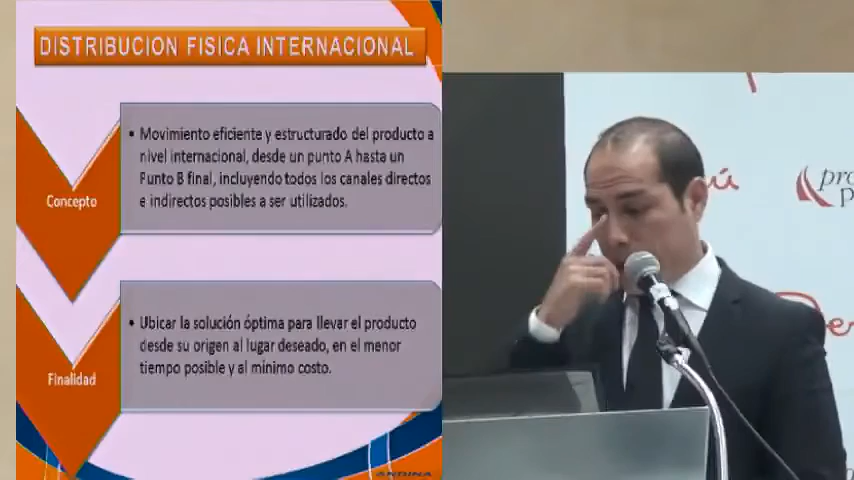 DISTRIBUCION FISICA INTERNACIONAL
• Movimiento eficiente y estructurado del producto a
nivel internacional, desde un punto A hasta un
Punto B final, incluyendo todos los canales directos
e indirectos posibles a ser utilizados.
Concepto
• Ubicar la solución óptima para llevar el producto
desde su origen al lugar deseado, en el menor
tiempo posible y al mínimo costo.
Finalidad
ANDINA